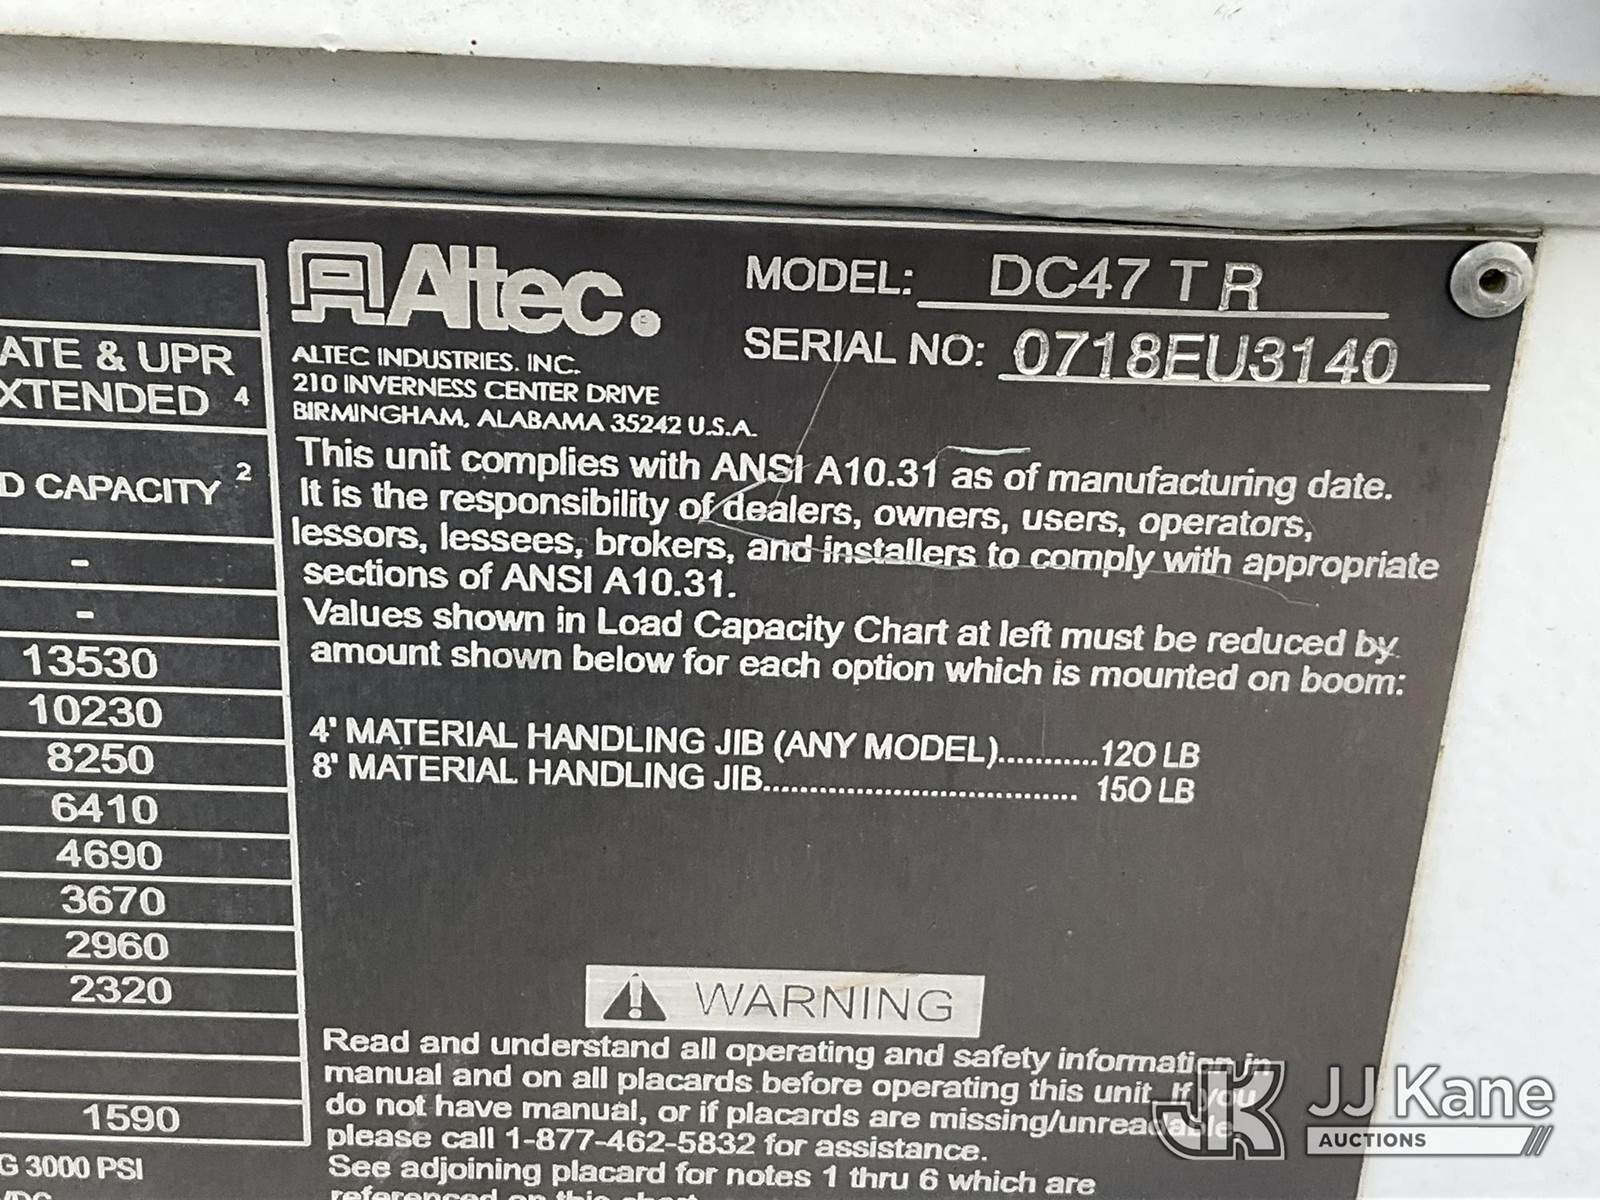 ATE & UPR
XTENDED 4
D CAPACITY 2
-
-
13530
10230
8250
6410
4690
3670
2960
2320
1590
G 3000 PSI
Altec®
ALTEC INDUSTRIES, INC.
210 INVERNESS CENTER DRIVE
BIRMINGHAM, ALABAMA 35242 U.S.A.
MODEL: DC47 TR
SERIAL NO: 0718EU3140
This unit complies with ANSI A10.31 as of manufacturing date.
It is the responsibility of dealers, owners, users, operators,
lessors, lessees, brokers, and installers to comply with appropriate
sections of ANSI A10.31.
Values shown in Load Capacity Chart at left must be reduced by
amount shown below for each option which is mounted on boom:
4' MATERIAL HANDLING JIB (ANY MODEL)...........120 LB
8' MATERIAL HANDLING JIB.................................. 150 LB
WARNING
Read and understand all operating and safety information in
manual and on all placards before operating this unit. If you
do not have manual, or if placards are missing/unreadable,
please call 1-877-462-5832 for assistance.
See adjoining placard for notes 1 thru 6 which are
referenced on this chart.
JK JJ Kane
AUCTIONS